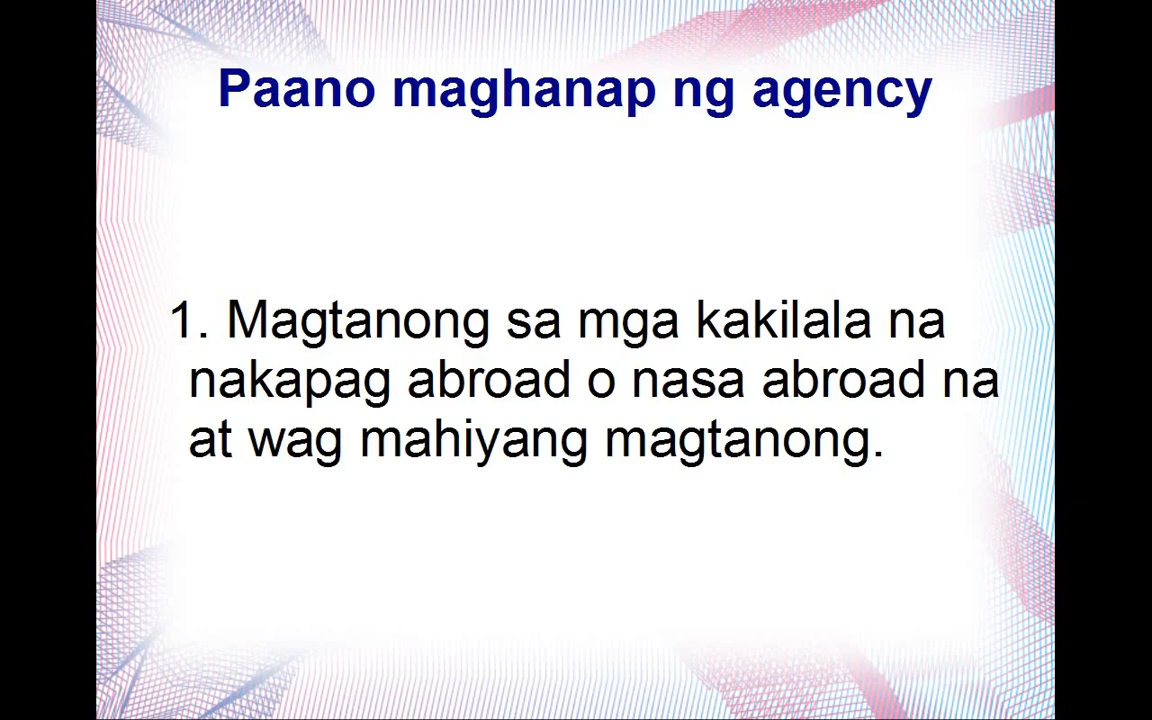 Paano maghanap ng agency
1. Magtanong sa mga kakilala na
nakapag abroad o nasa abroad na
at wag mahiyang magtanong.